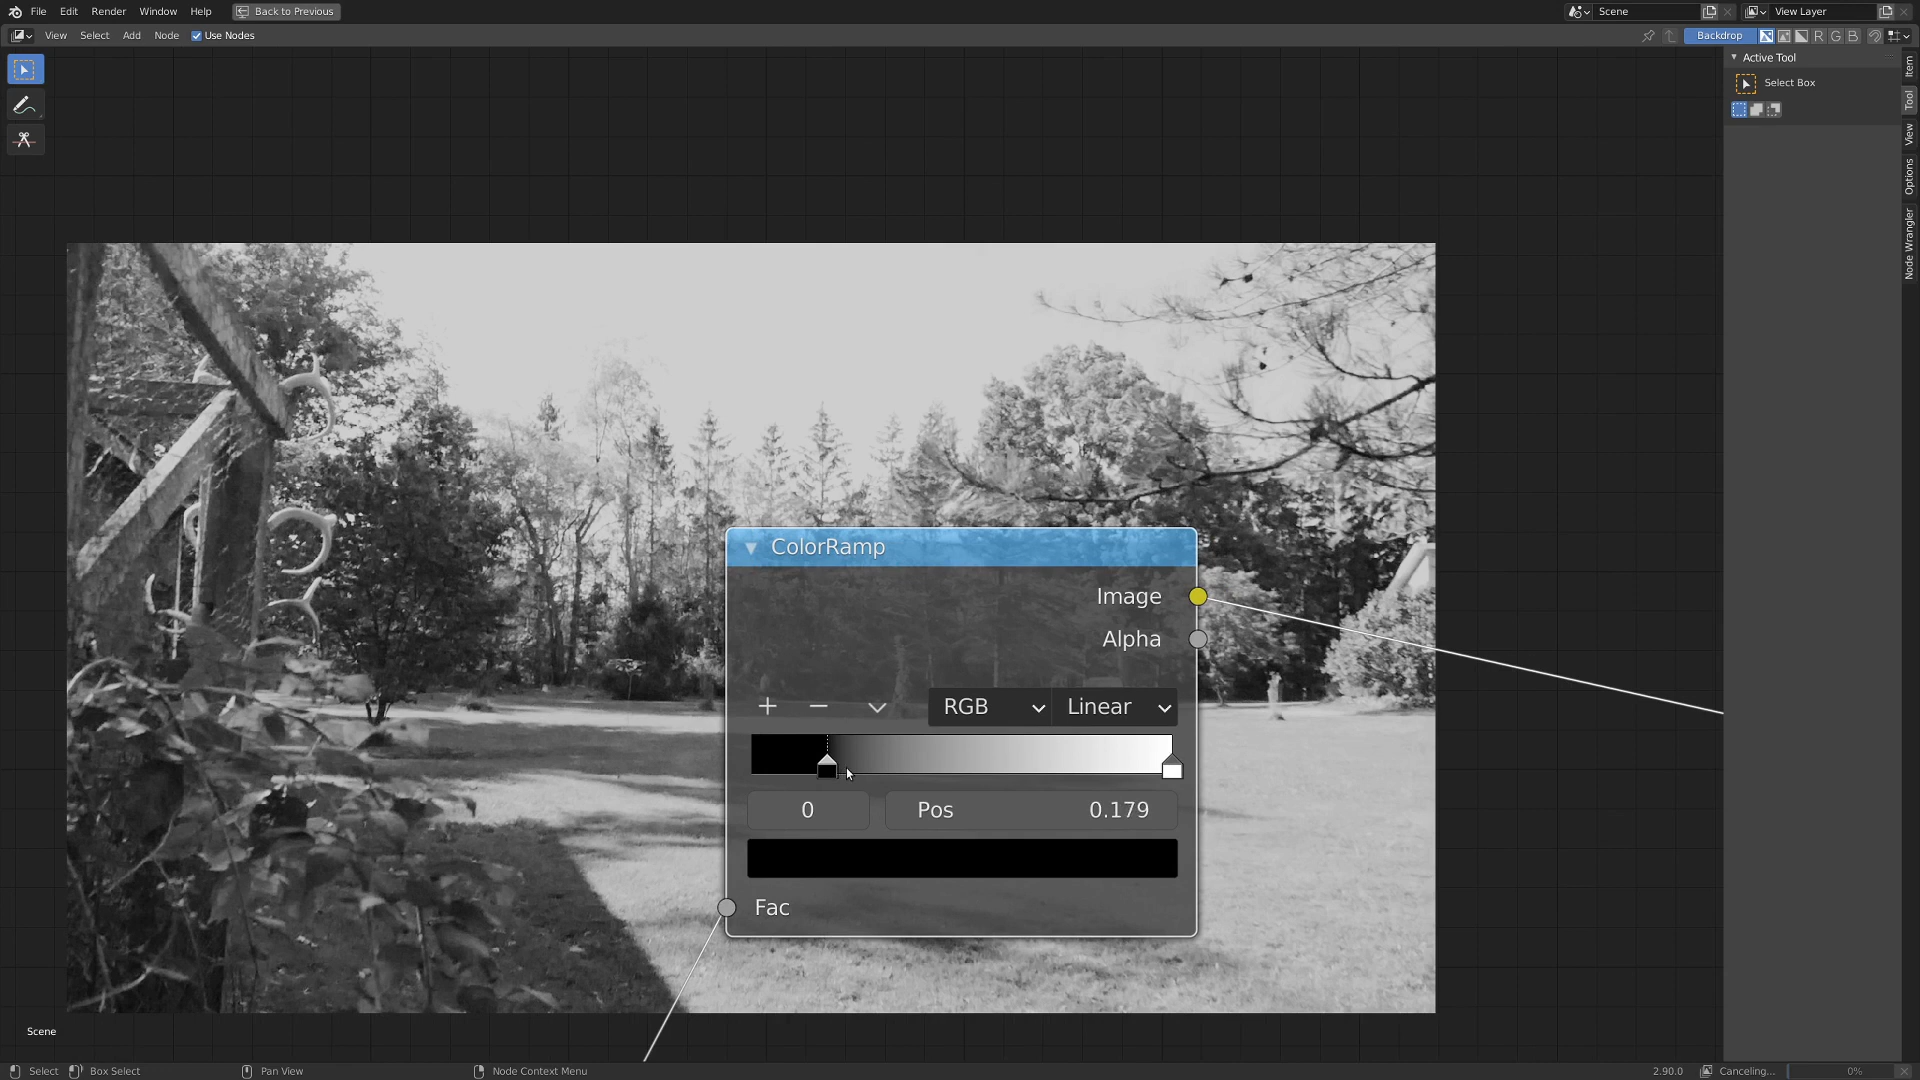 File Edit Render Window Help Back to Previous Scene View Layer
View Select Add Node Use Nodes Backdrop R G B
Active Tool
Select Box
Item
Tool
View
Options
Node Wrangler
ColorRamp
Image
Alpha
RGB Linear
0 Pos 0.179
Fac
Scene
Select Box Select Pan View Node Context Menu 2.90.0 Canceling... 0%